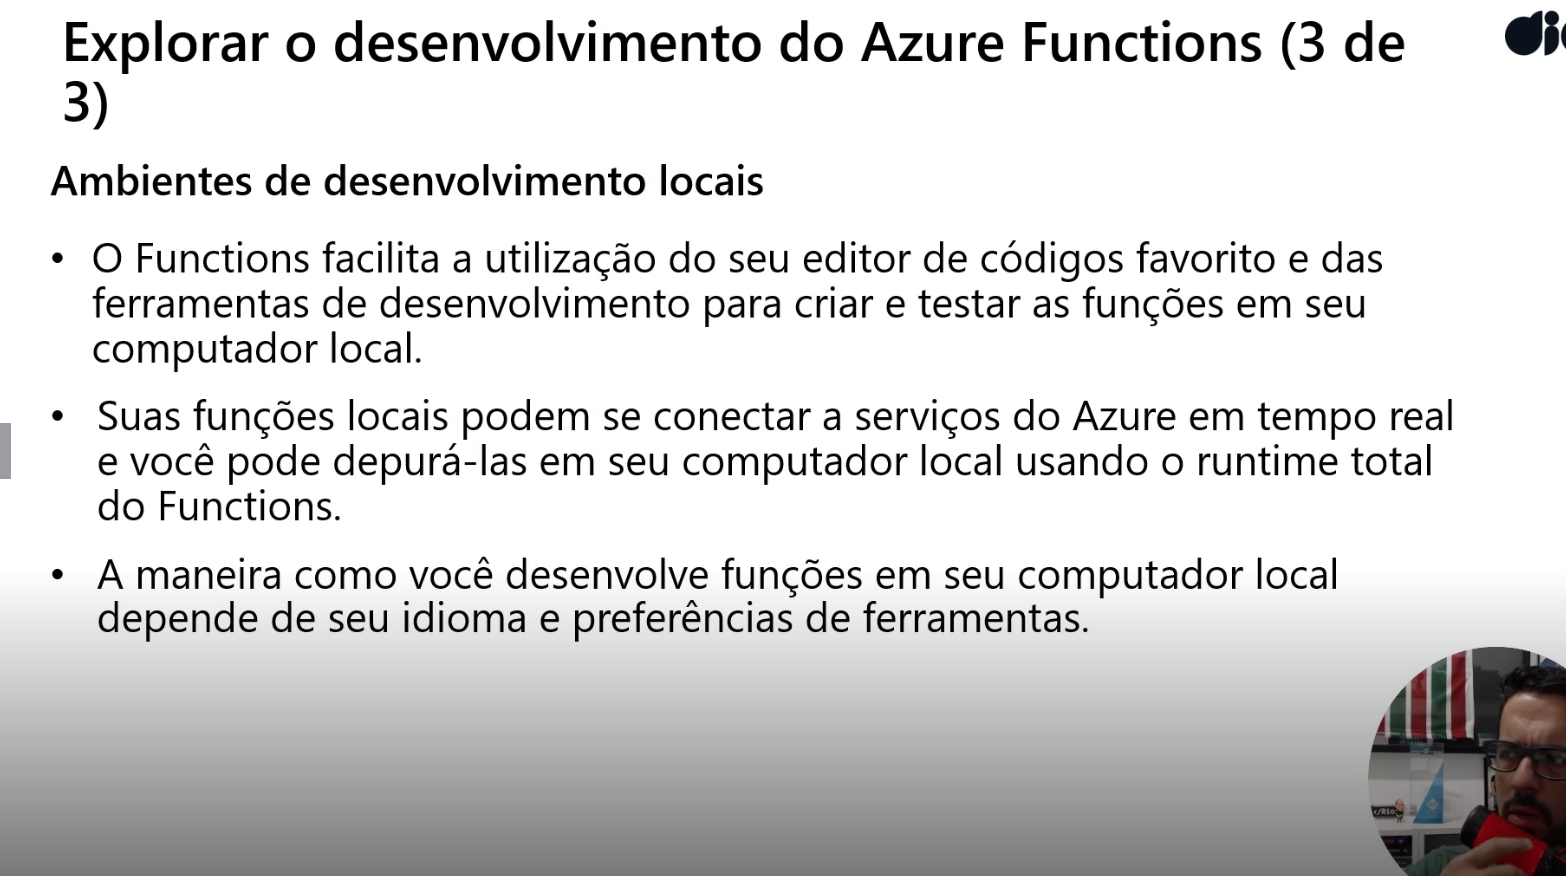 Explorar o desenvolvimento do Azure Functions (3 de
3)
Ambientes de desenvolvimento locais
• O Functions facilita a utilização do seu editor de códigos favorito e das
ferramentas de desenvolvimento para criar e testar as funções em seu
computador local.
• Suas funções locais podem se conectar a serviços do Azure em tempo real
e você pode depurá-las em seu computador local usando o runtime total
do Functions.
• A maneira como você desenvolve funções em seu computador local
depende de seu idioma e preferências de ferramentas.